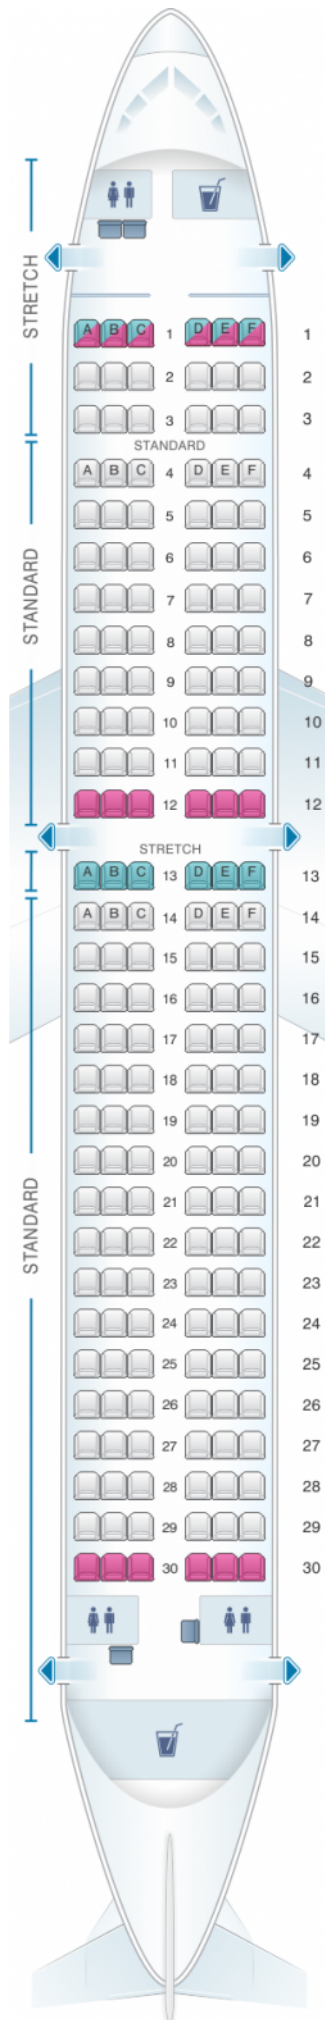 STRETCH
A B C 1 D E F 1
2 2
3 3
STANDARD
STANDARD
A B C 4 D E F 4
5 5
6 6
7 7
8 8
9 9
10 10
11 11
12 12
STRETCH
A B C 13 D E F 13
A B C 14 D E F 14
15 15
16 16
17 17
18 18
19 19
20 20
STANDARD
21 21
22 22
23 23
24 24
25 25
26 26
27 27
28 28
29 29
30 30